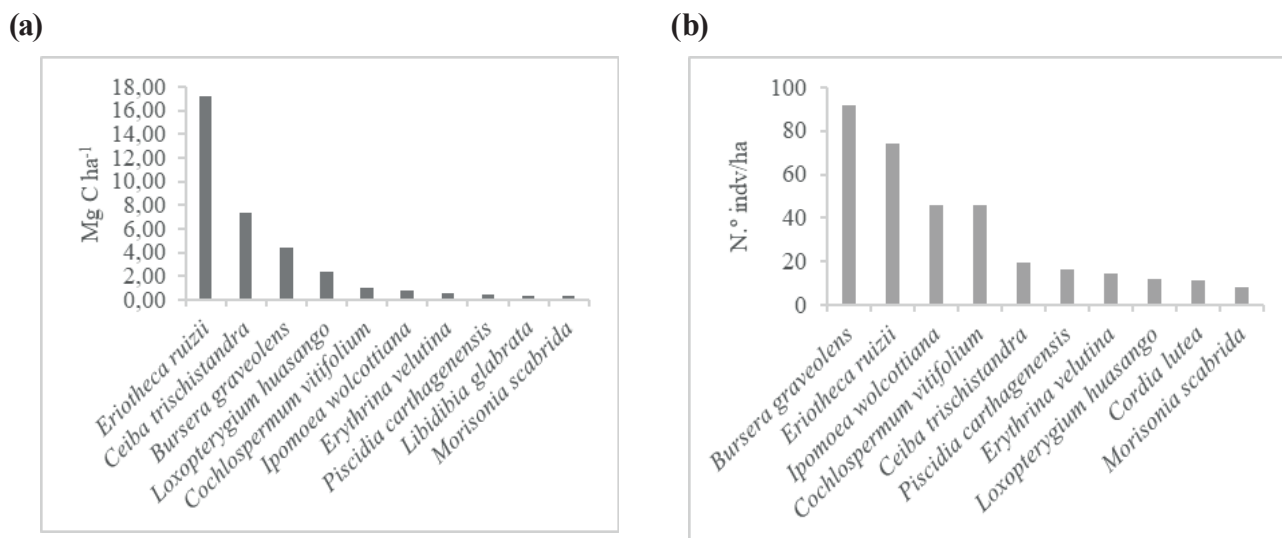 (a)
Mg C ha⁻¹
18,00
16,00
14,00
12,00
10,00
8,00
6,00
4,00
2,00
0,00
Eriotheca ruizii
Ceiba trischistandra
Bursera graveolens
Loxopterygium huasango
Cochlospermum vitifolium
Ipomoea wolcottiana
Erythrina velutina
Piscidia carthagenensis
Libidibia glabrata
Morisonia scabrida
(b)
N.° indv/ha
100
80
60
40
20
0
Bursera graveolens
Eriotheca ruizii
Ipomoea wolcotiana
Cochlospermum vitifolium
Ceiba trischistandra
Piscidia carthagenensis
Erythrina velutina
Loxopterygium huasango
Cordia lutea
Morisonia scabrida